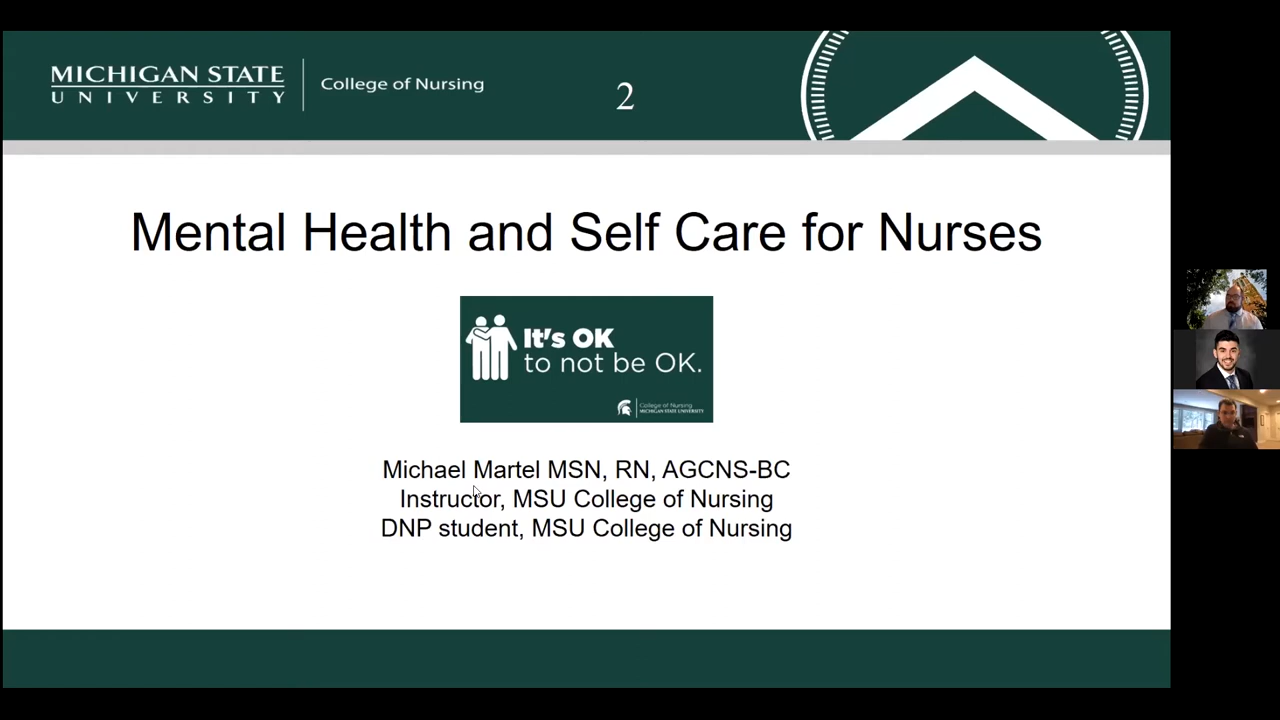 MICHIGAN STATE
UNIVERSITY
College of Nursing
2
Mental Health and Self Care for Nurses
It's OK
to not be OK.
College of Nursing
MICHIGAN STATE UNIVERSITY
Michael Martel MSN, RN, AGCNS-BC
Instructor, MSU College of Nursing
DNP student, MSU College of Nursing